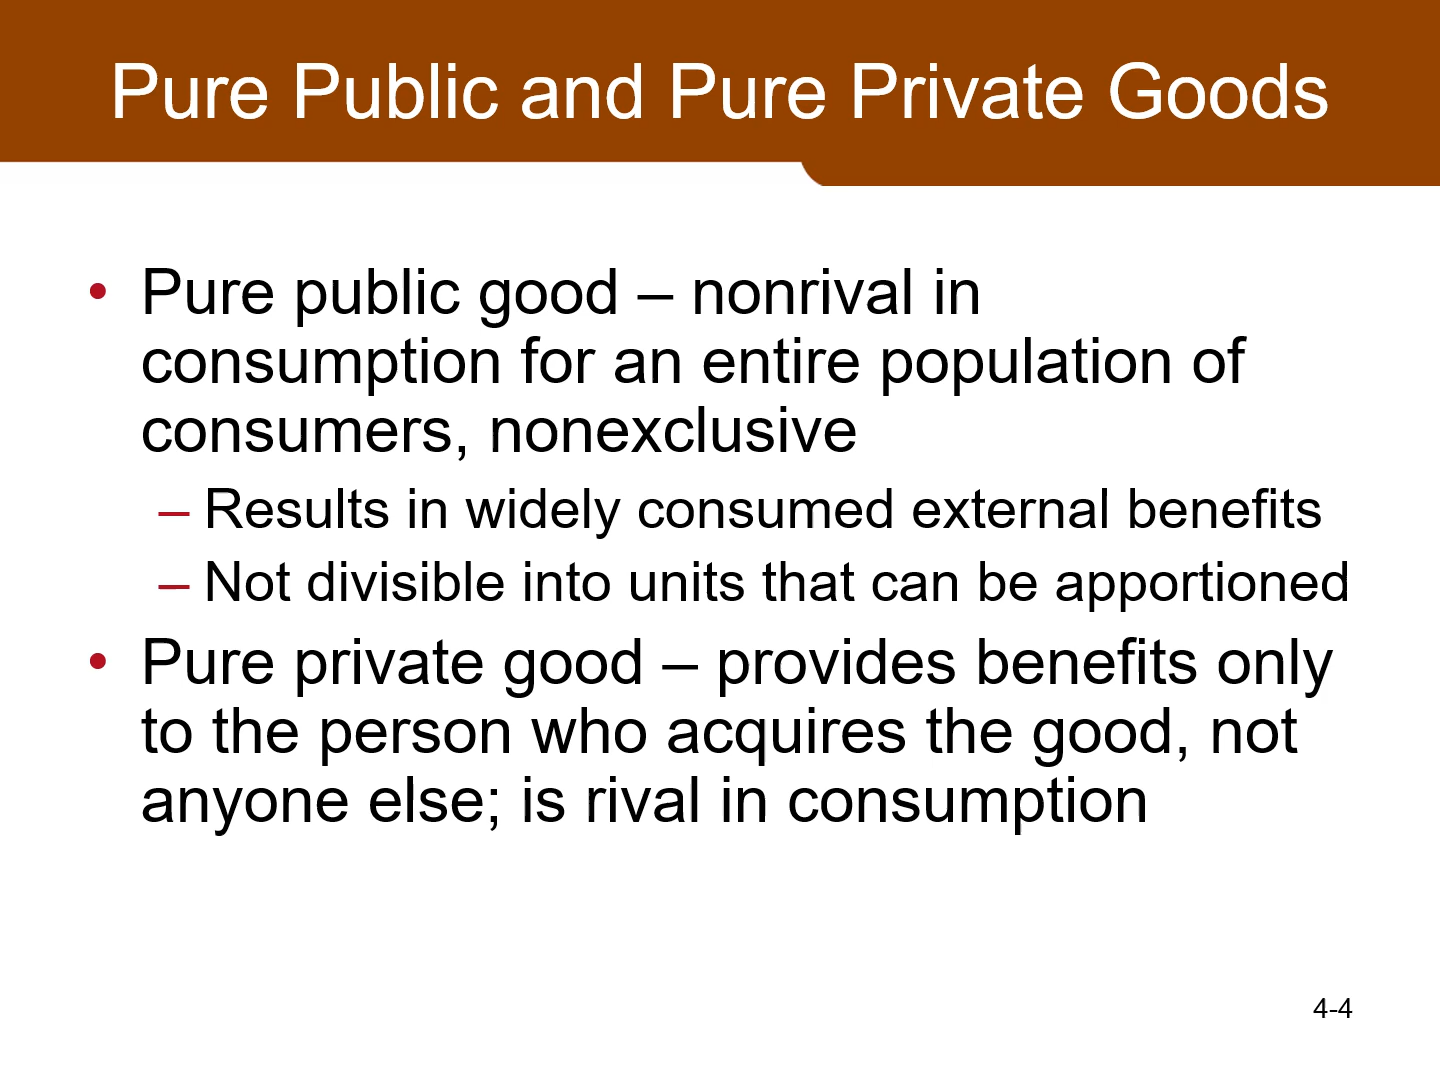 Pure Public and Pure Private Goods
• Pure public good – nonrival in
consumption for an entire population of
consumers, nonexclusive
– Results in widely consumed external benefits
– Not divisible into units that can be apportioned
• Pure private good – provides benefits only
to the person who acquires the good, not
anyone else; is rival in consumption
4-4